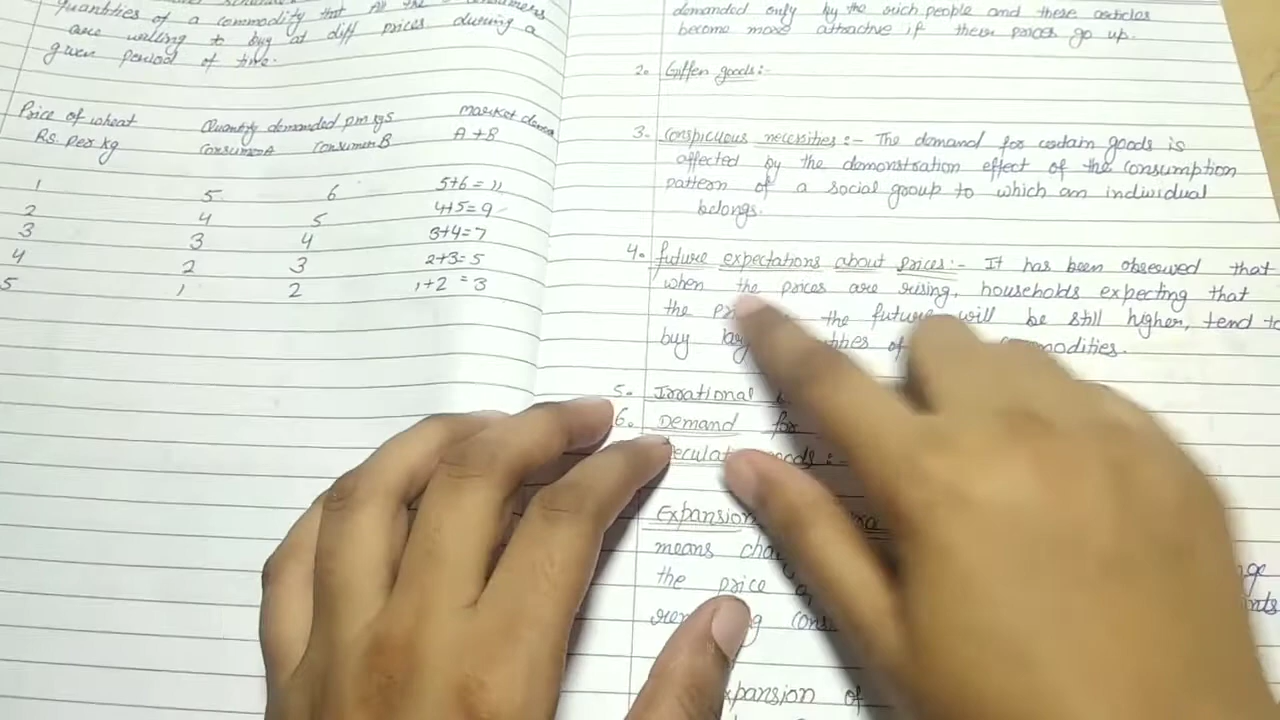 quantities of a commodity that All the consumers
are willing to buy at diff prices during a
given period of time.
Price of wheat Quantity demanded pm kgs market
Rs. per kg Consumer A Consumer B A + B
1 5 6 5+6 = 11
2 4 5 4+5 = 9
3 3 4 3+4 = 7
4 2 3 2+3 = 5
5 1 2 1+2 = 3
demanded only by the rich people and these articles
become more attractive if their prices go up.
2. Giffen goods :-
3. Conspicuous necessities :- The demand for certain goods is
affected by the demonstration effect of the consumption
pattern of a social group to which an individual
belongs.
4. future expectations about prices :- It has been observed that
when the prices are rising, households expecting that
the the future will be still higher, tend to
buy of
5. Irrational
6. Demand for
:-
Expansion
means
the price
expansion of